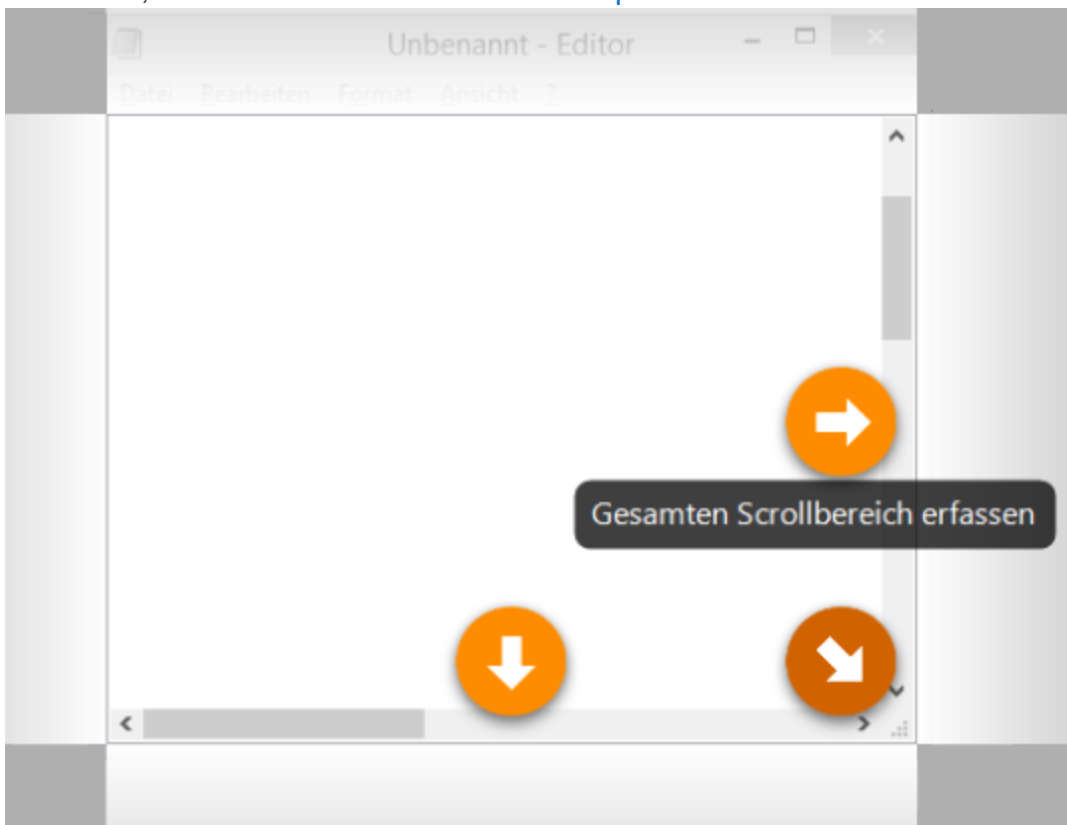 Unbenannt - Editor
Datei Bearbeiten Format Ansicht ?
Gesamten Scrollbereich erfassen